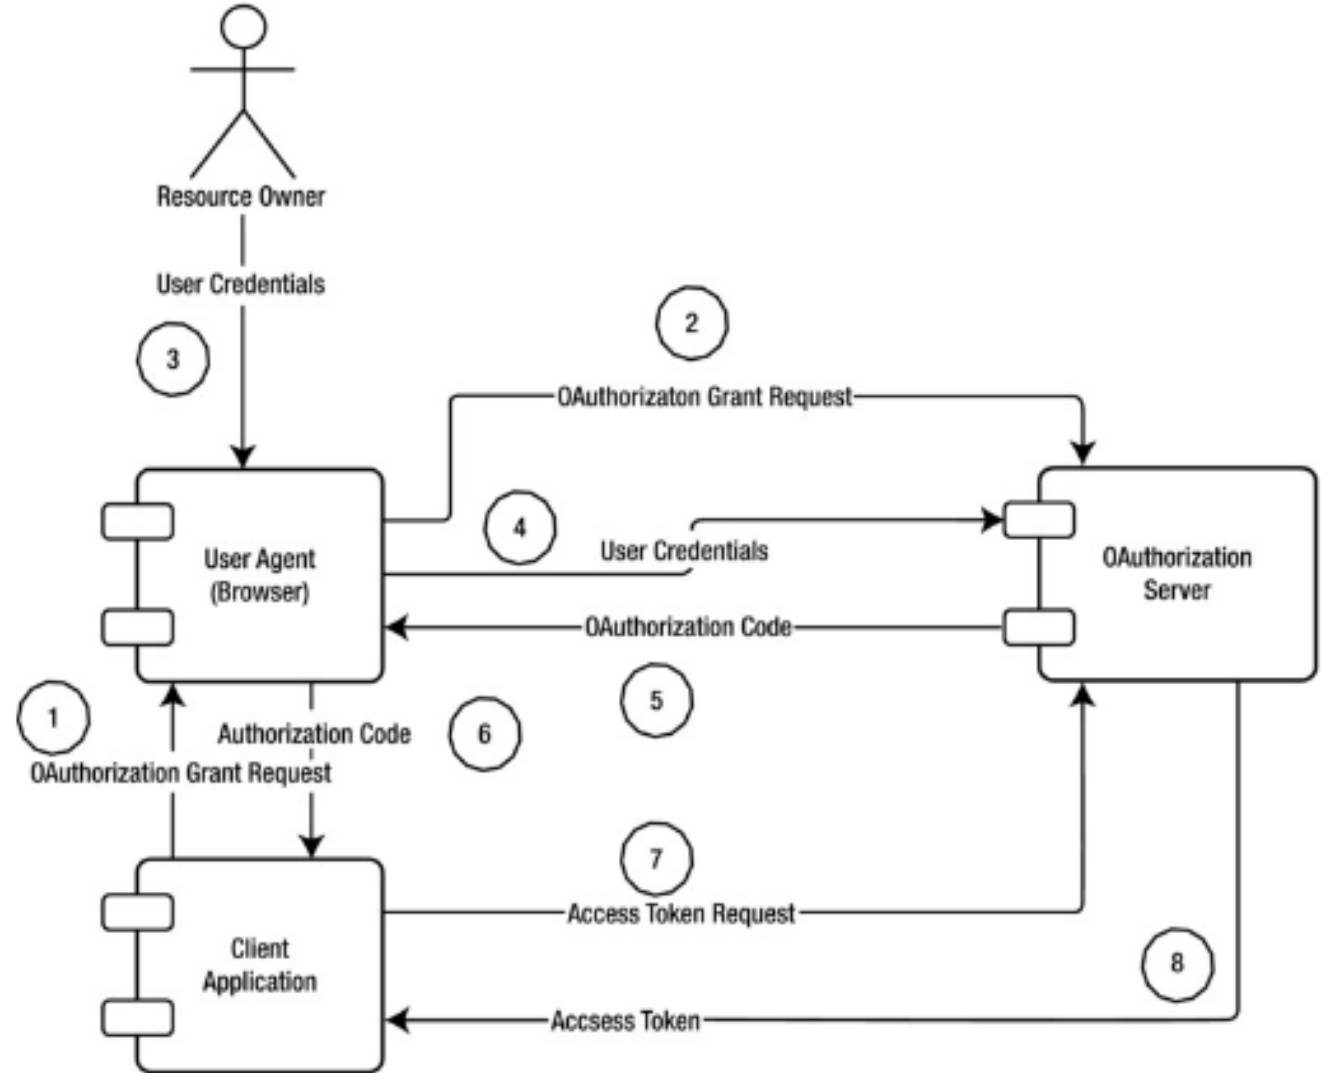 Resource Owner
User Credentials
3
2
OAuthorizaton Grant Request
4
User Credentials
User Agent
(Browser)
OAuthorization
Server
OAuthorization Code
5
1
Authorization Code
6
OAuthorization Grant Request
7
Access Token Request
Client
Application
8
Accsess Token